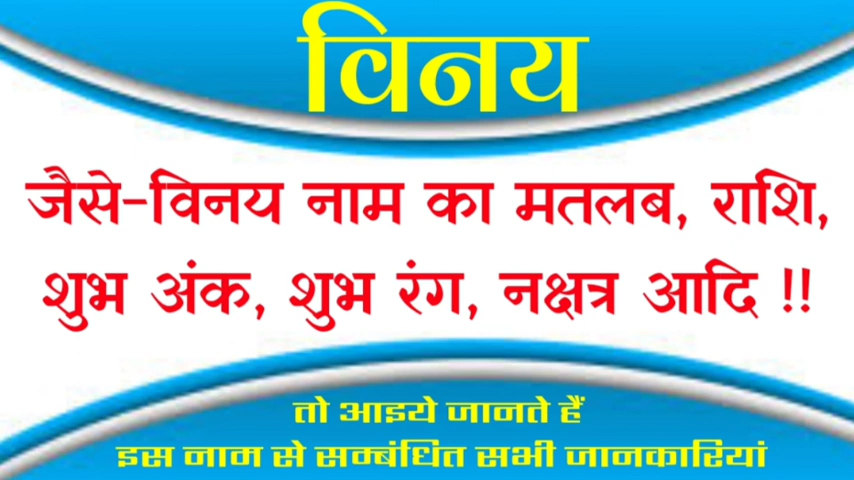 विनय
जैसे-विनय नाम का मतलब, राशि,
शुभ अंक, शुभ रंग, नक्षत्र आदि !!
तो आइये जानते हैं
इस नाम से सम्बंधित सभी जानकारियां